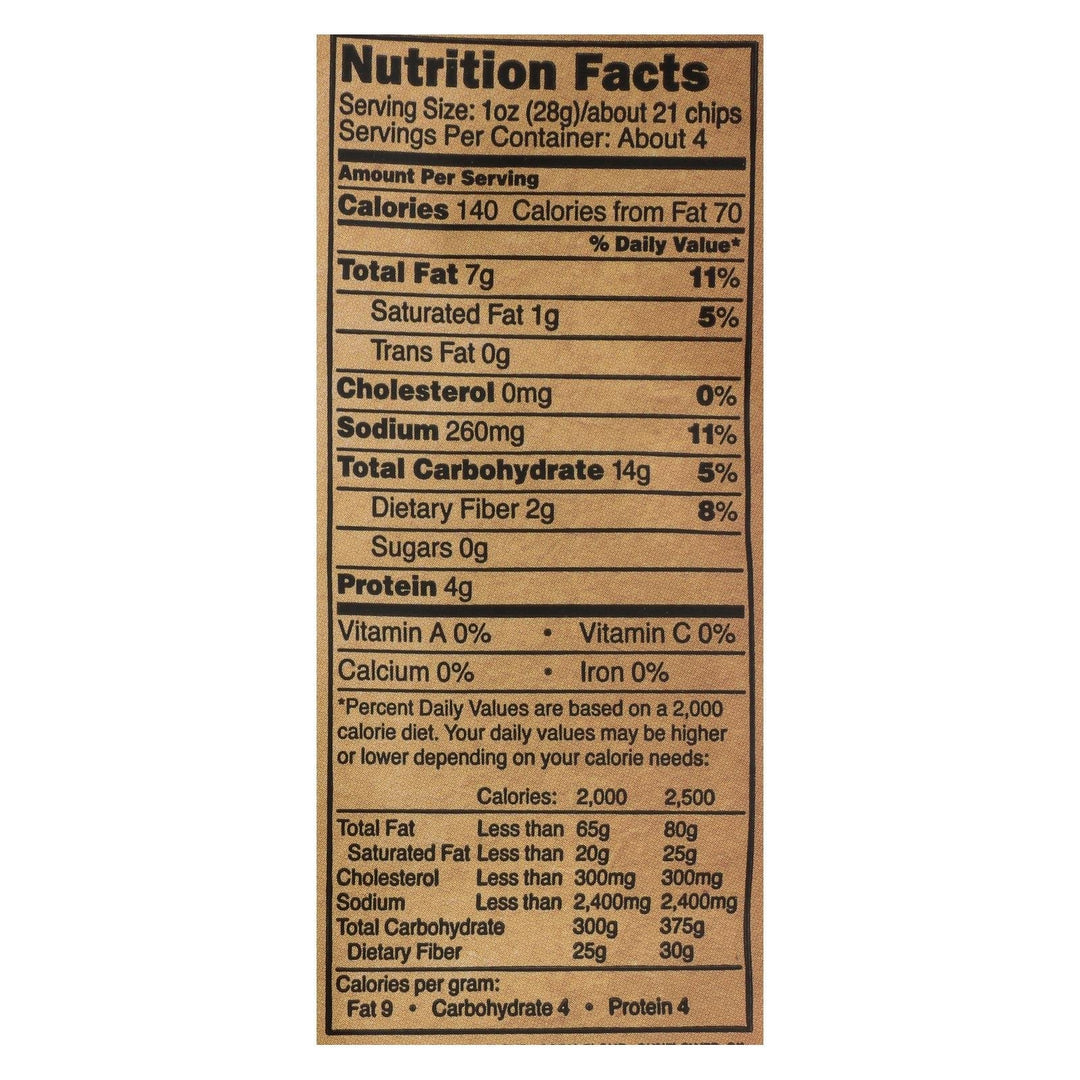 Nutrition Facts
Serving Size: 1oz (28g)/about 21 chips
Servings Per Container: About 4
Amount Per Serving
Calories 140 Calories from Fat 70
% Daily Value*
Total Fat 7g 11%
Saturated Fat 1g 5%
Trans Fat 0g
Cholesterol 0mg 0%
Sodium 260mg 11%
Total Carbohydrate 14g 5%
Dietary Fiber 2g 8%
Sugars 0g
Protein 4g
Vitamin A 0% • Vitamin C 0%
Calcium 0% • Iron 0%
*Percent Daily Values are based on a 2,000
calorie diet. Your daily values may be higher
or lower depending on your calorie needs:
Calories: 2,000 2,500
Total Fat Less than 65g 80g
Saturated Fat Less than 20g 25g
Cholesterol Less than 300mg 300mg
Sodium Less than 2,400mg 2,400mg
Total Carbohydrate 300g 375g
Dietary Fiber 25g 30g
Calories per gram:
Fat 9 • Carbohydrate 4 • Protein 4